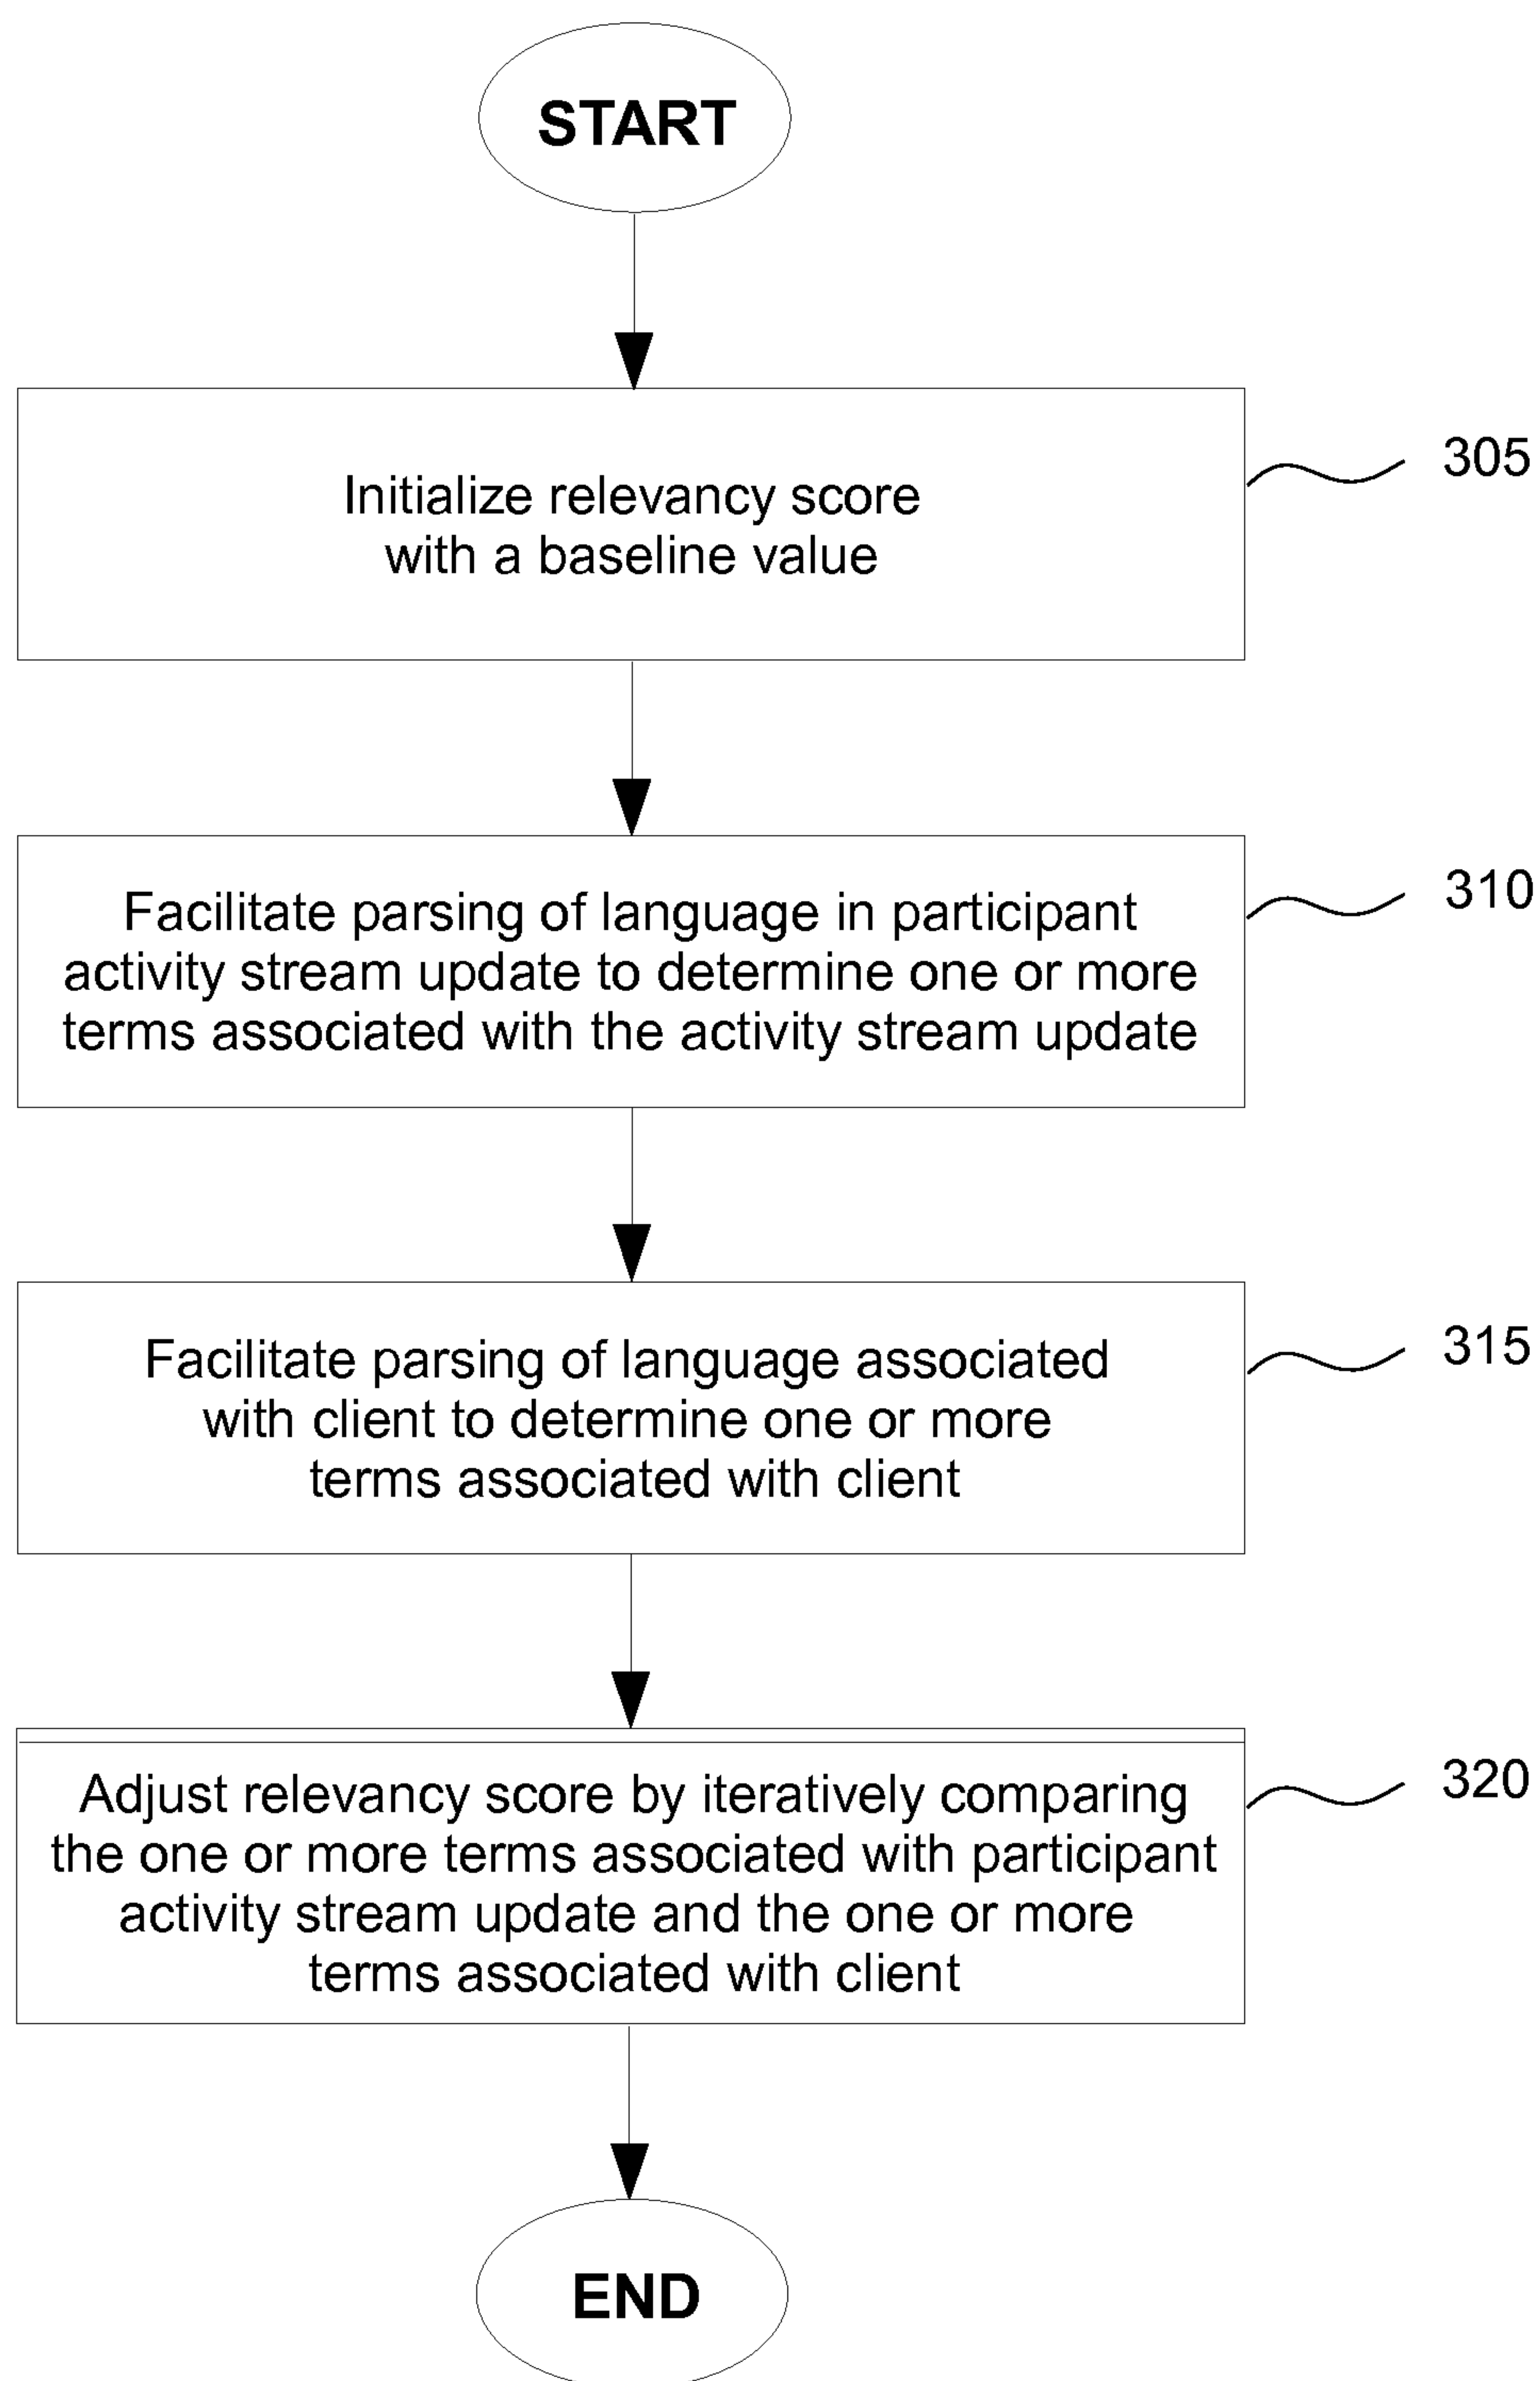 START
Initialize relevancy score
with a baseline value
305
Facilitate parsing of language in participant
activity stream update to determine one or more
terms associated with the activity stream update
310
Facilitate parsing of language associated
with client to determine one or more
terms associated with client
315
Adjust relevancy score by iteratively comparing
the one or more terms associated with participant
activity stream update and the one or more
terms associated with client
320
END